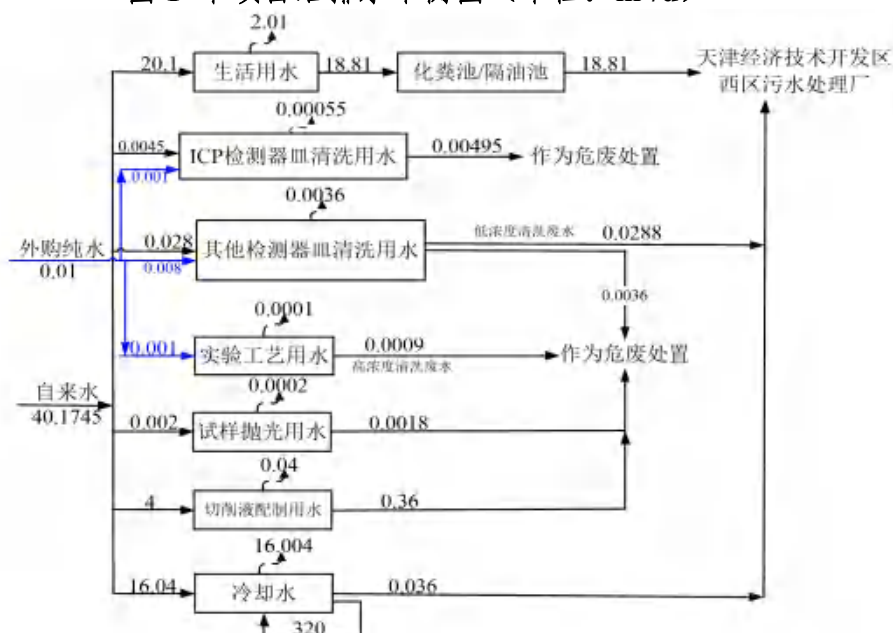 2.01
20.1
生活用水
18.81
化粪池/隔油池
18.81
天津经济技术开发区
西区污水处理厂
0.00055
0.0045
ICP检测器皿清洗用水
0.00495
作为危废处置
0.001
0.0036
外购纯水
0.01
0.028
0.008
其他检测器皿清洗用水
低浓度清洗废水
0.0288
0.0036
0.0001
0.001
实验工艺用水
0.0009
高浓度清洗废水
作为危废处置
自来水
40.1745
0.0002
0.002
试样抛光用水
0.0018
0.04
4
切削液配制用水
0.36
16.004
16.04
冷却水
0.036
320